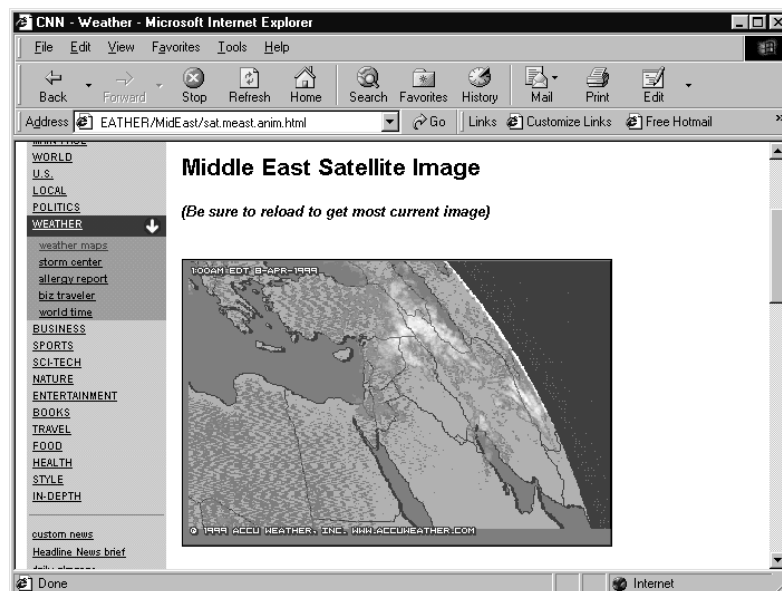 CNN - Weather - Microsoft Internet Explorer
File Edit View Favorites Tools Help
Back Forward Stop Refresh Home Search Favorites History Mail Print Edit
Address EATHER/MidEast/sat.meast.anim.html Go Links Customize Links Free Hotmail »
MAIN PAGE
WORLD
U.S.
LOCAL
POLITICS
WEATHER
weather maps
storm center
allergy report
biz traveler
world time
BUSINESS
SPORTS
SCI-TECH
NATURE
ENTERTAINMENT
BOOKS
TRAVEL
FOOD
HEALTH
STYLE
IN-DEPTH
custom news
Headline News brief
daily almanac
Middle East Satellite Image
(Be sure to reload to get most current image)
1:00AM EDT 8-APR-1999
© 1999 ACCU WEATHER, INC. WWW.ACCUWEATHER.COM
Done Internet